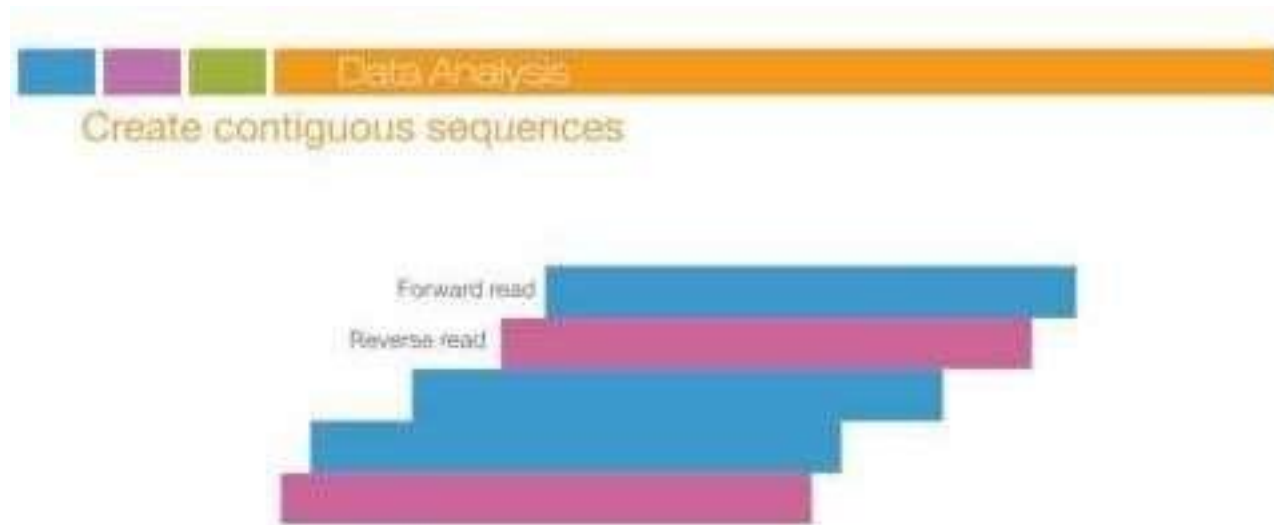 Data Analysis
Create contiguous sequences
Forward read
Reverse read